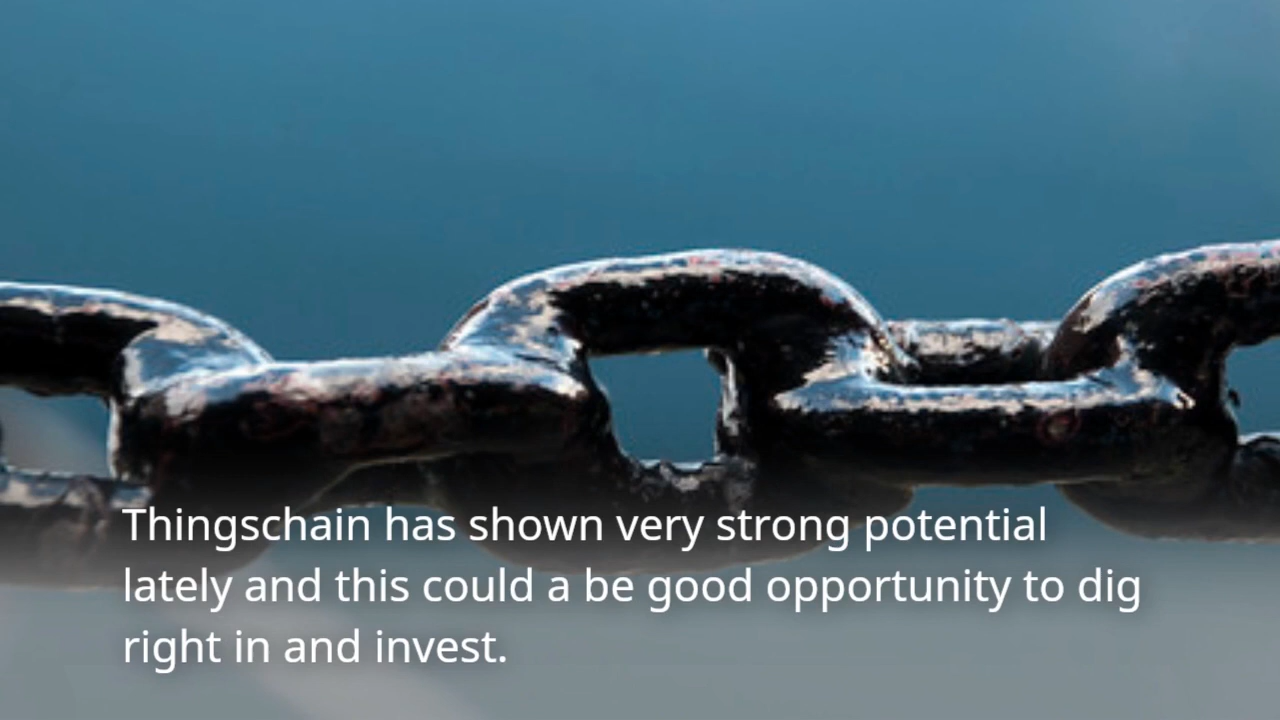 Thingschain has shown very strong potential
lately and this could a be good opportunity to dig
right in and invest.